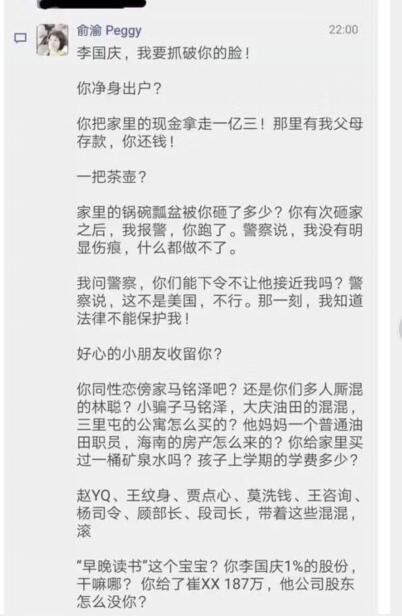 俞渝 Peggy
22:00
李国庆，我要抓破你的脸！
你净身出户？
你把家里的现金拿走一亿三！那里有我父母
存款，你还钱！
一把茶壶？
家里的锅碗瓢盆被你砸了多少？你有次砸家
之后，我报警，你跑了。警察说，我没有明
显伤痕，什么都做不了。
我问警察，你们能下令不让他接近我吗？警
察说，这不是美国，不行。那一刻，我知道
法律不能保护我！
好心的小朋友收留你？
你同性恋傍家马铭泽吧？还是你们多人厮混
的林聪？小骗子马铭泽，大庆油田的混混，
三里屯的公寓怎么买的？他妈妈一个普通油
田职员，海南的房产怎么来的？你给家里买
过一桶矿泉水吗？孩子上学期的学费多少？
赵YQ、王纹身、贾点心、莫洗钱、王咨询、
杨司令、顾部长、段司长，带着这些混混，
滚
“早晚读书”这个宝宝？你李国庆1%的股份，
干嘛哪？你给了崔XX 187万，他公司股东
怎么没你？